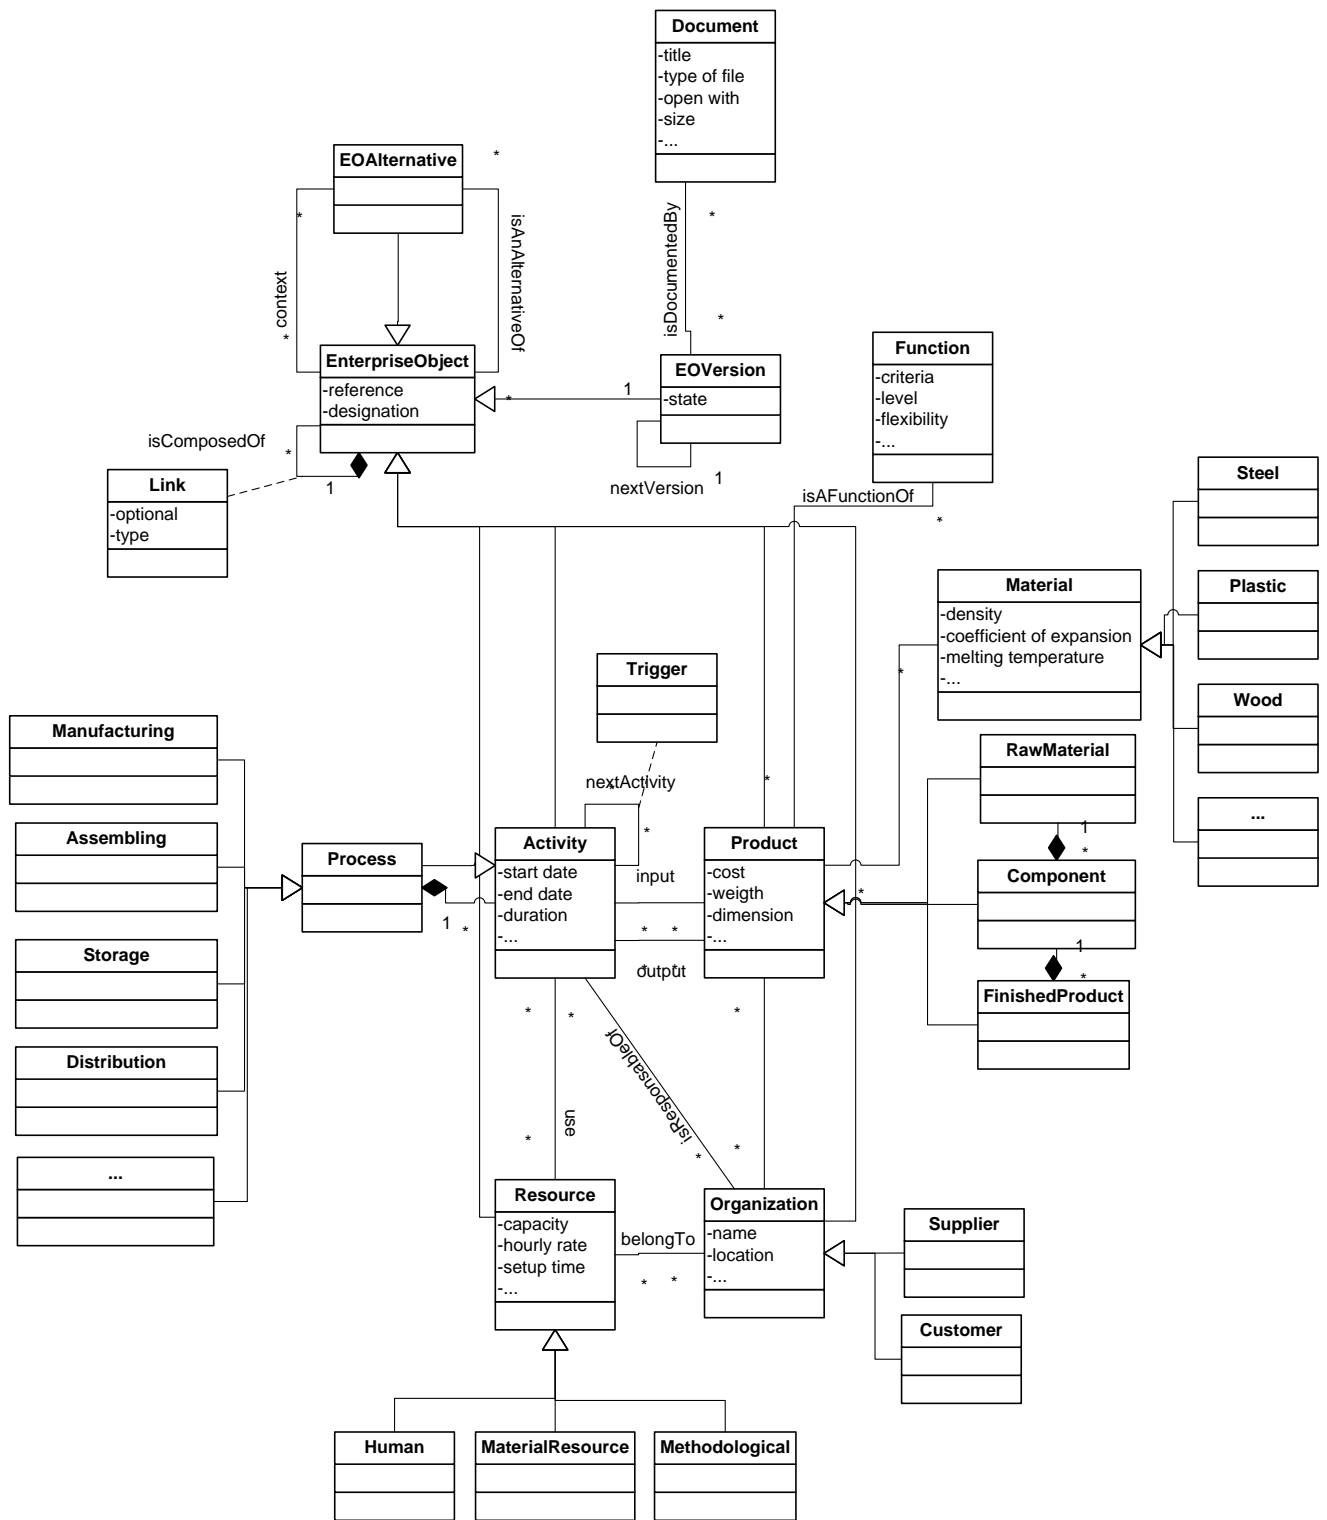 Document
-title
-type of file
-open with
-size
-...
EOAlternative
*
*
isAnAlternativeOf
context
*
isDocumentedBy
*
*
EnterpriseObject
-reference
-designation
*
1
EOVersion
-state
1
nextVersion
Function
-criteria
-level
-flexibility
-...
isComposedOf
*
1
Link
-optional
-type
isAFunctionOf
*
Steel
Plastic
Wood
...
Material
-density
-coefficient of expansion
-melting temperature
-...
*
Trigger
nextActivity
*
*
*
Manufacturing
Assembling
Storage
Distribution
...
Process
1
*
Activity
-start date
-end date
-duration
-...
input
*
*
output
*
*
Product
-cost
-weigth
-dimension
-...
*
RawMaterial
1
*
Component
1
*
FinishedProduct
*
*
*
isResponsableOf
use
*
*
*
Resource
-capacity
-hourly rate
-setup time
-...
belongTo
*
*
Organization
-name
-location
-...
Supplier
Customer
Human
MaterialResource
Methodological